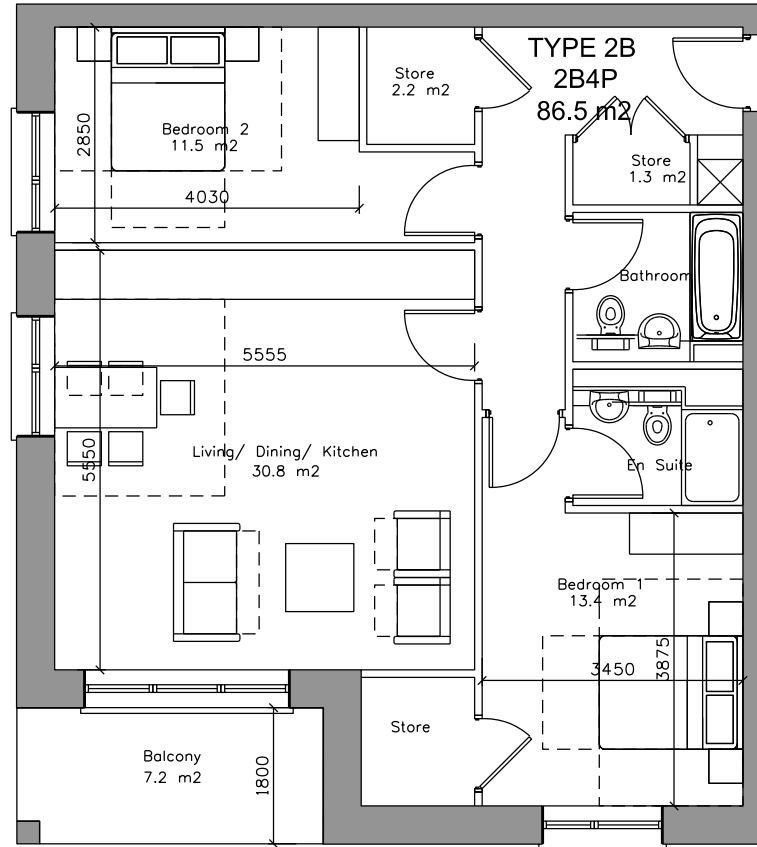 TYPE 2B
2B4P
86.5 m2
Store
2.2 m2
Bedroom 2
11.5 m2
2850
4030
Store
1.3 m2
Bathroom
5555
Living/ Dining/ Kitchen
30.8 m2
5550
En Suite
Bedroom 1
13.4 m2
3450
3875
Store
Balcony
7.2 m2
1800